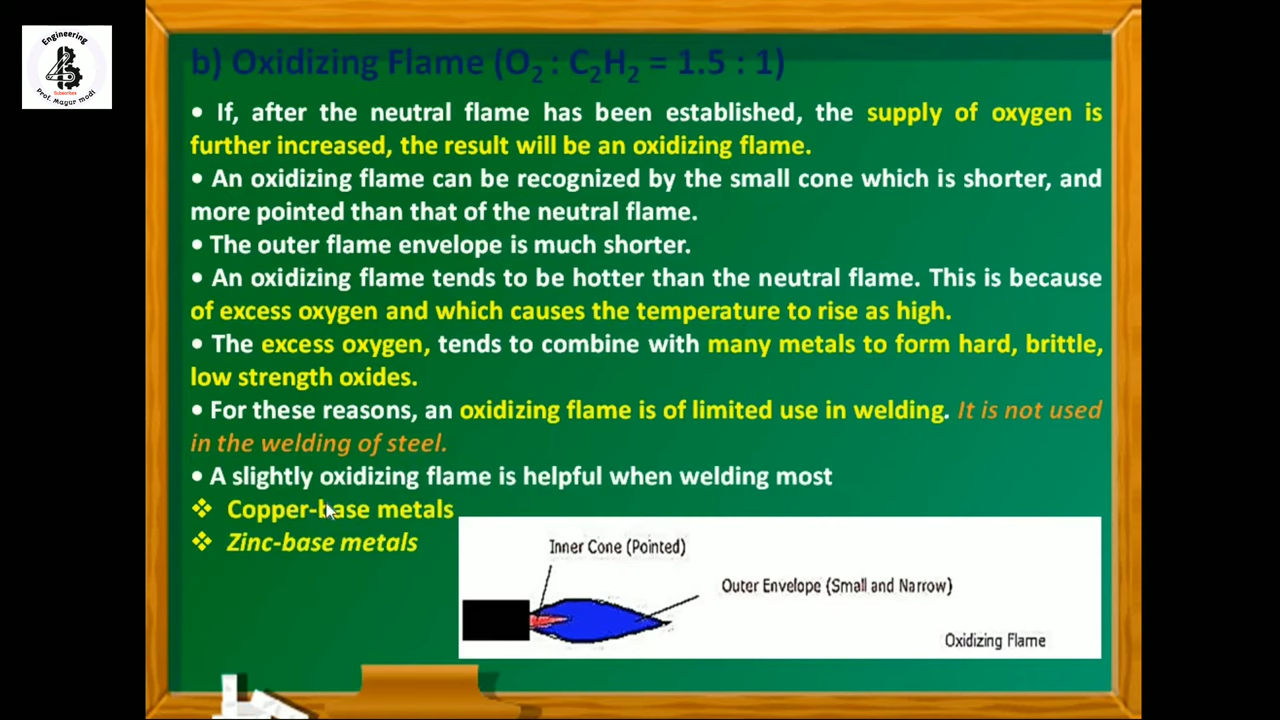 Engineering
Subscribe
Prof. Mayur modi
b) Oxidizing Flame (O₂ : C₂H₂ = 1.5 : 1)
• If, after the neutral flame has been established, the supply of oxygen is
further increased, the result will be an oxidizing flame.
• An oxidizing flame can be recognized by the small cone which is shorter, and
more pointed than that of the neutral flame.
• The outer flame envelope is much shorter.
• An oxidizing flame tends to be hotter than the neutral flame. This is because
of excess oxygen and which causes the temperature to rise as high.
• The excess oxygen, tends to combine with many metals to form hard, brittle,
low strength oxides.
• For these reasons, an oxidizing flame is of limited use in welding. It is not used
in the welding of steel.
• A slightly oxidizing flame is helpful when welding most
❖ Copper-base metals
❖ Zinc-base metals
Inner Cone (Pointed)
Outer Envelope (Small and Narrow)
Oxidizing Flame